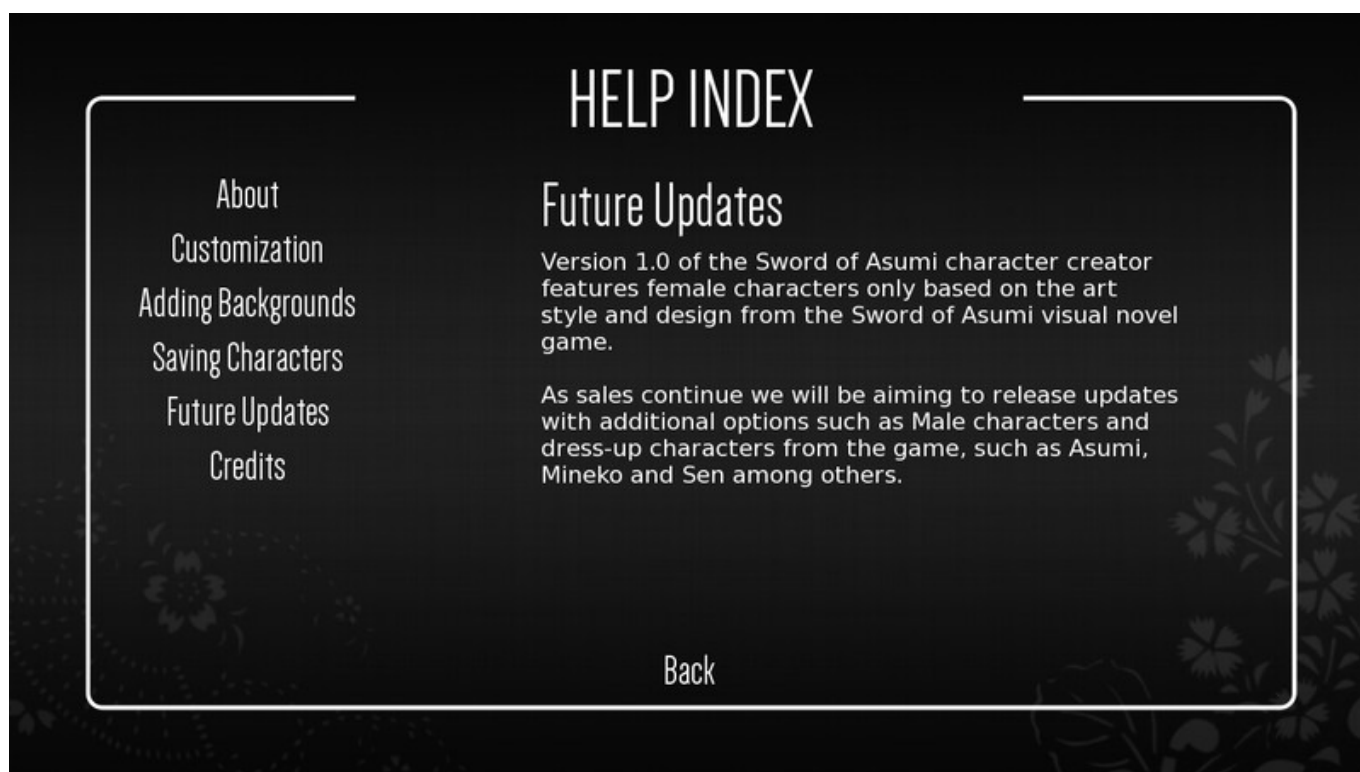 HELP INDEX
About
Customization
Adding Backgrounds
Saving Characters
Future Updates
Credits
Future Updates
Version 1.0 of the Sword of Asumi character creator
features female characters only based on the art
style and design from the Sword of Asumi visual novel
game.
As sales continue we will be aiming to release updates
with additional options such as Male characters and
dress-up characters from the game, such as Asumi,
Mineko and Sen among others.
Back